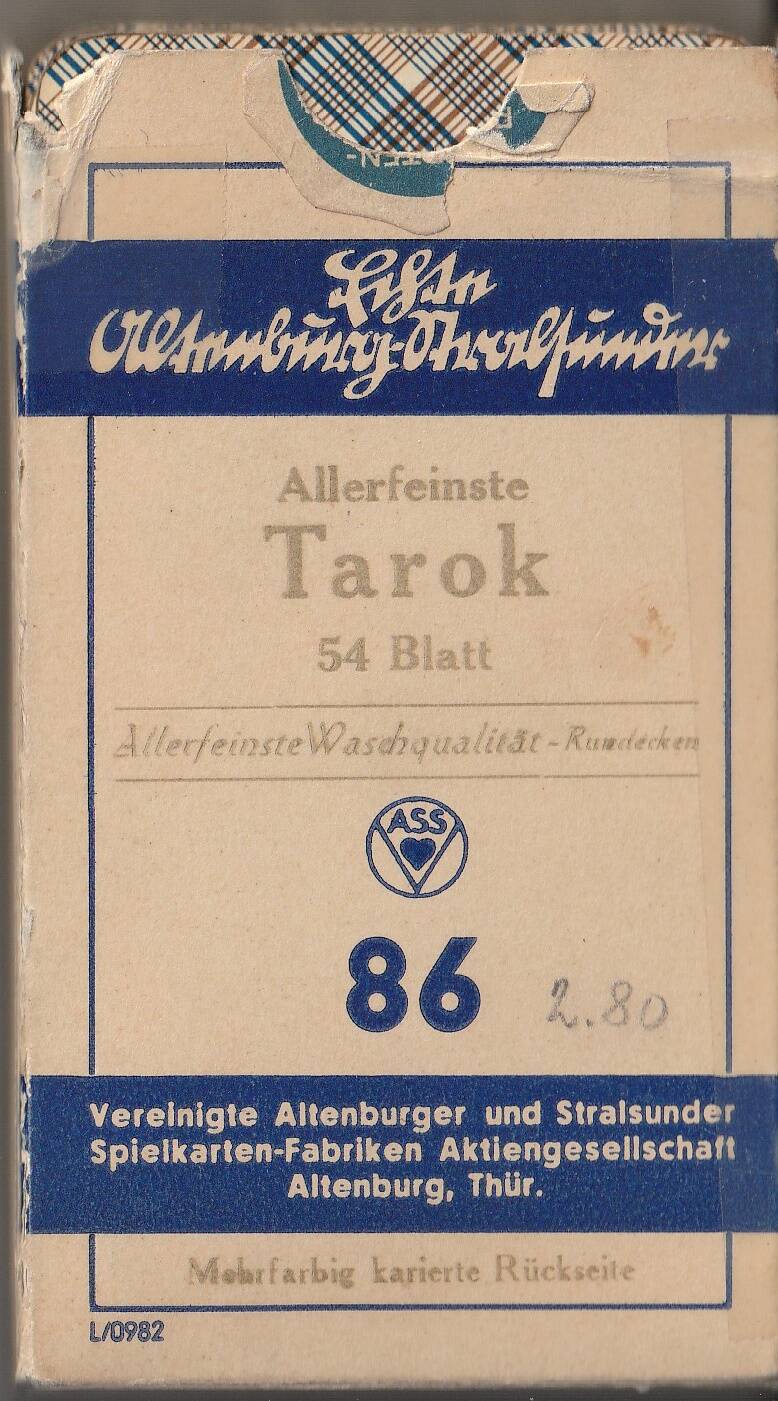 Echte
Altenburg-Stralsunder
Allerfeinste
Tarok
54 Blatt
Allerfeinste Waschqualität - Rundecken
ASS
86
2.80
Vereinigte Altenburger und Stralsunder
Spielkarten-Fabriken Aktiengesellschaft
Altenburg, Thür.
Mehrfarbig karierte Rückseite
L/0982